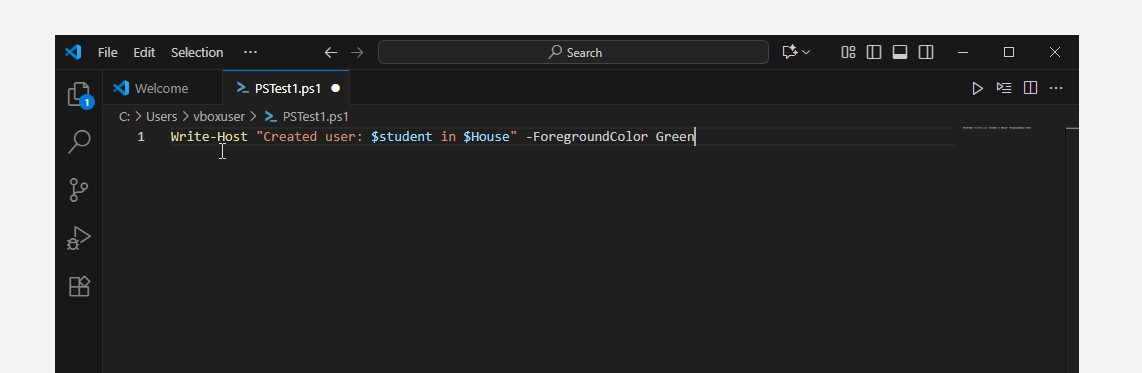 File Edit Selection ··· Search
Welcome PSTest1.ps1
1
C: > Users > vboxuser > PSTest1.ps1
1 Write-Host "Created user: $student in $House" -ForegroundColor Green